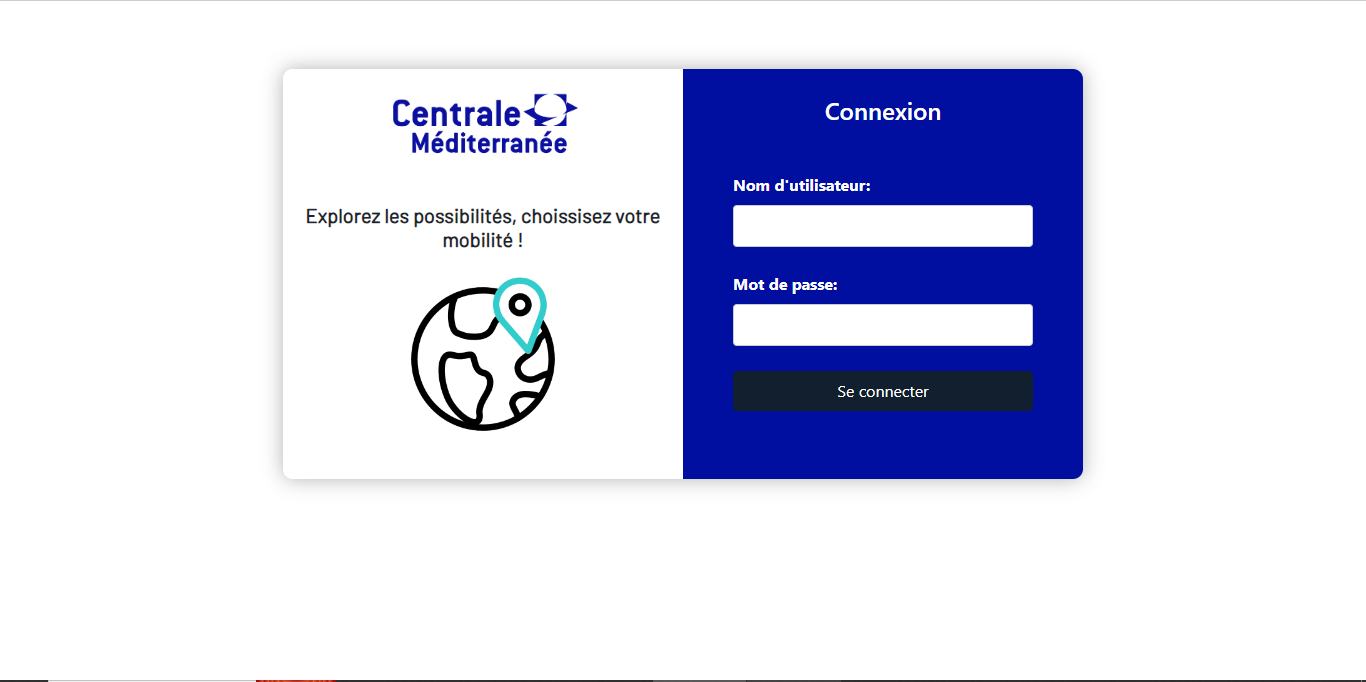 Centrale
Méditerranée
Explorez les possibilités, choissisez votre
mobilité !
Connexion
Nom d'utilisateur:
Mot de passe:
Se connecter